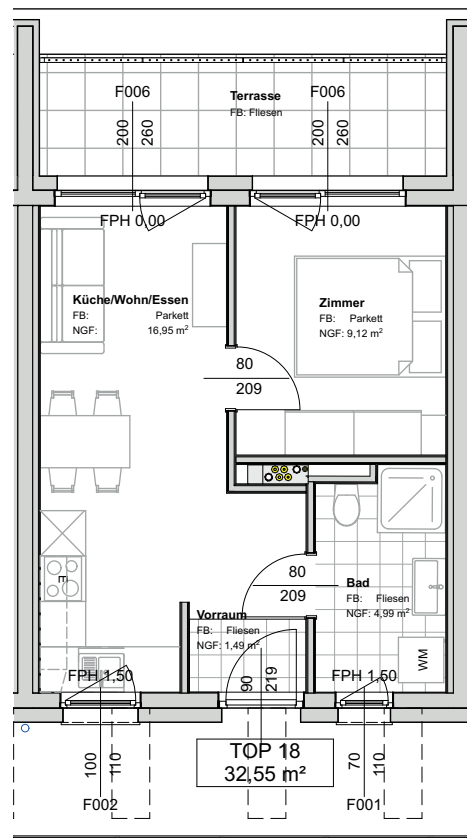 F006
Terrasse
FB: Fliesen
F006
200
260
200
260
FPH 0,00
FPH 0,00
Küche/Wohn/Essen
FB: Parkett
NGF: 16,95 m²
Zimmer
FB: Parkett
NGF: 9,12 m²
80
209
80
209
Bad
FB: Fliesen
NGF: 4,99 m²
Vorraum
FB: Fliesen
NGF: 1,49 m²
E
WM
FPH 1,50
90
219
FPH 1,50
TOP 18
32,55 m²
100
110
70
110
F002
F001